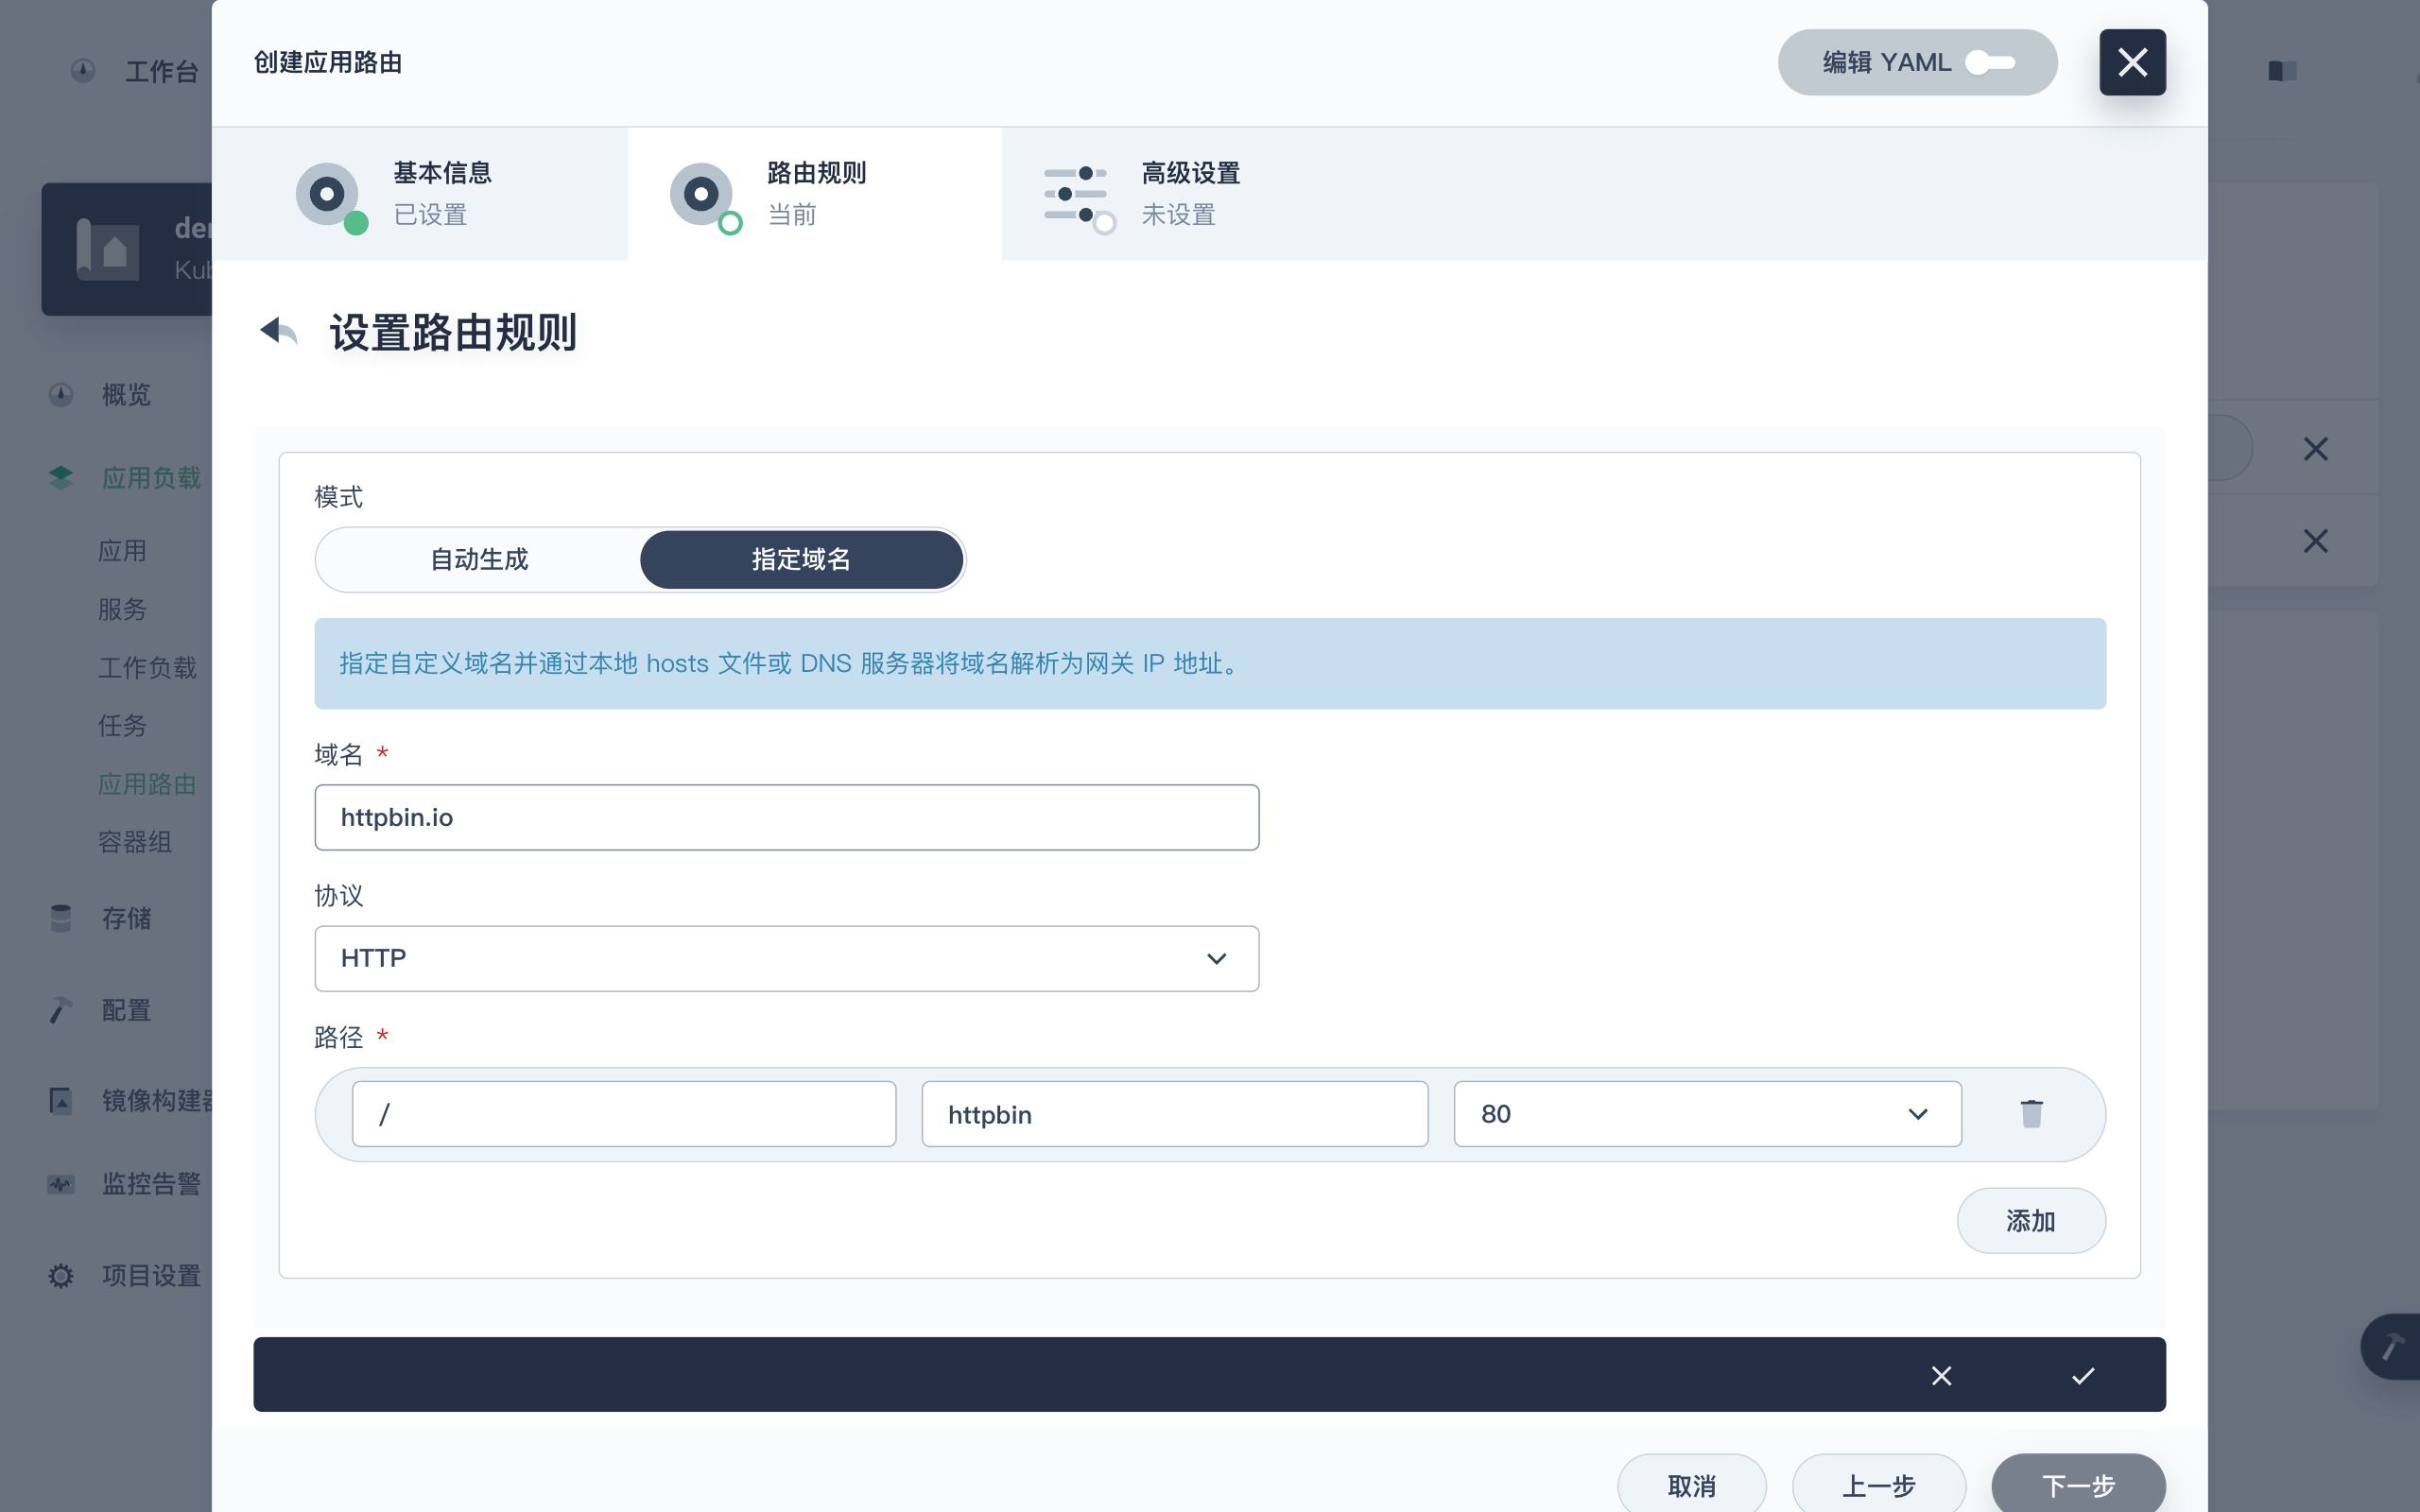 工作台
创建应用路由
编辑 YAML
基本信息
已设置
路由规则
当前
高级设置
未设置
设置路由规则
概览
应用负载
应用
服务
工作负载
任务
应用路由
容器组
存储
配置
镜像构建器
监控告警
项目设置
模式
自动生成
指定域名
指定自定义域名并通过本地 hosts 文件或 DNS 服务器将域名解析为网关 IP 地址。
域名 *
httpbin.io
协议
HTTP
路径 *
/
httpbin
80
添加
取消
上一步
下一步